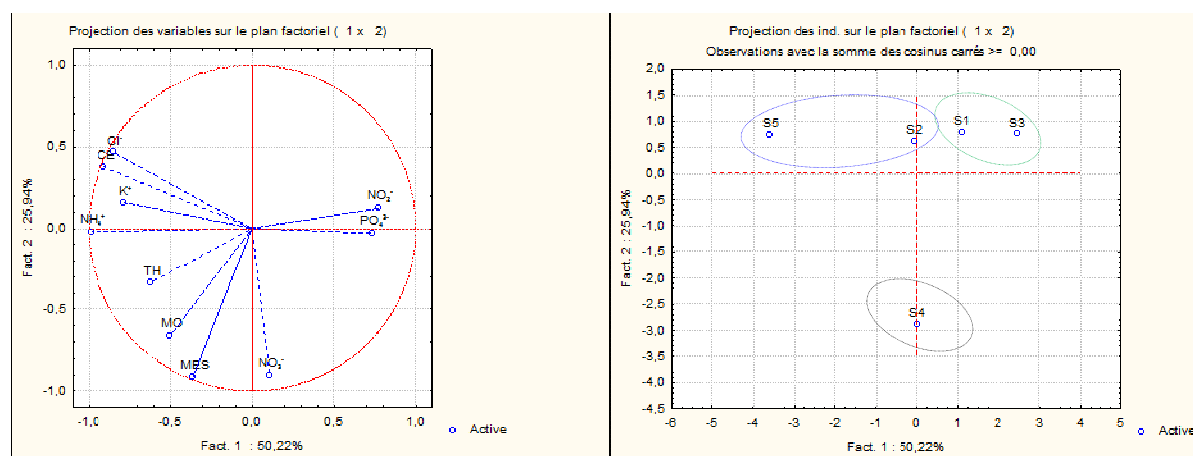 Projection des variables sur le plan factoriel ( 1 x 2)
1,0
0,5
0,0
-0,5
-1,0
Fact. 2 : 25,94%
Cl⁻
CE
K⁺
NH₄⁺
TH
MO
MES
NO₃⁻
PO₄³⁻
-1,0 -0,5 0,0 0,5 1,0
Fact. 1 : 50,22%
Active
Projection des ind. sur le plan factoriel ( 1 x 2)
Observations avec la somme des cosinus carrés >= 0,00
2,0
1,5
1,0
0,5
0,0
-0,5
-1,0
-1,5
-2,0
-2,5
-3,0
-3,5
-4,0
-4,5
Fact. 2 : 25,94%
S5
S2
S1
S3
S4
-6 -5 -4 -3 -2 -1 0 1 2 3 4 5
Fact. 1 : 50,22%
Active